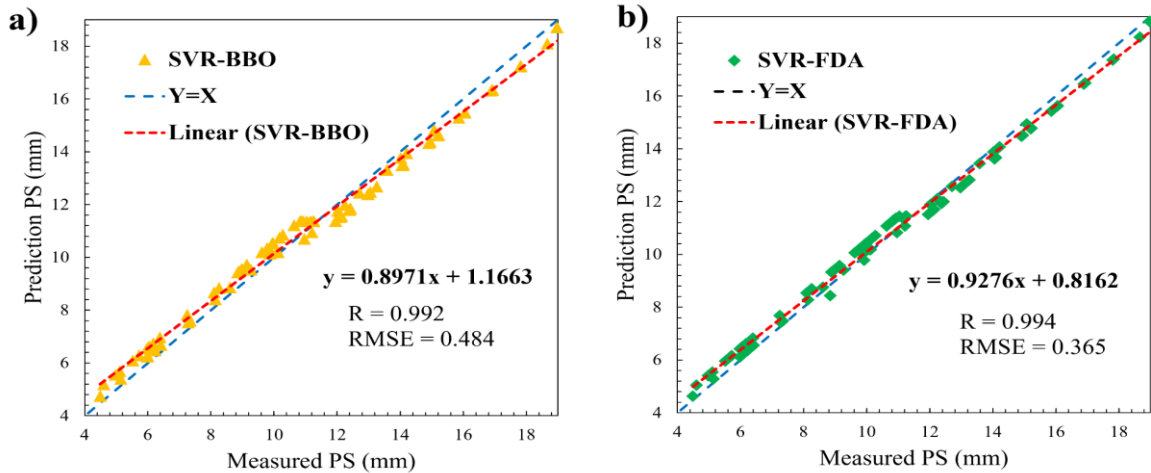 a)
SVR-BBO
Y=X
Linear (SVR-BBO)
y = 0.8971x + 1.1663
R = 0.992
RMSE = 0.484
Prediction PS (mm)
18
16
14
12
10
8
6
4
4 6 8 10 12 14 16 18
Measured PS (mm)
b)
SVR-FDA
Y=X
Linear (SVR-FDA)
y = 0.9276x + 0.8162
R = 0.994
RMSE = 0.365
Prediction PS (mm)
18
16
14
12
10
8
6
4
4 6 8 10 12 14 16 18
Measured PS (mm)